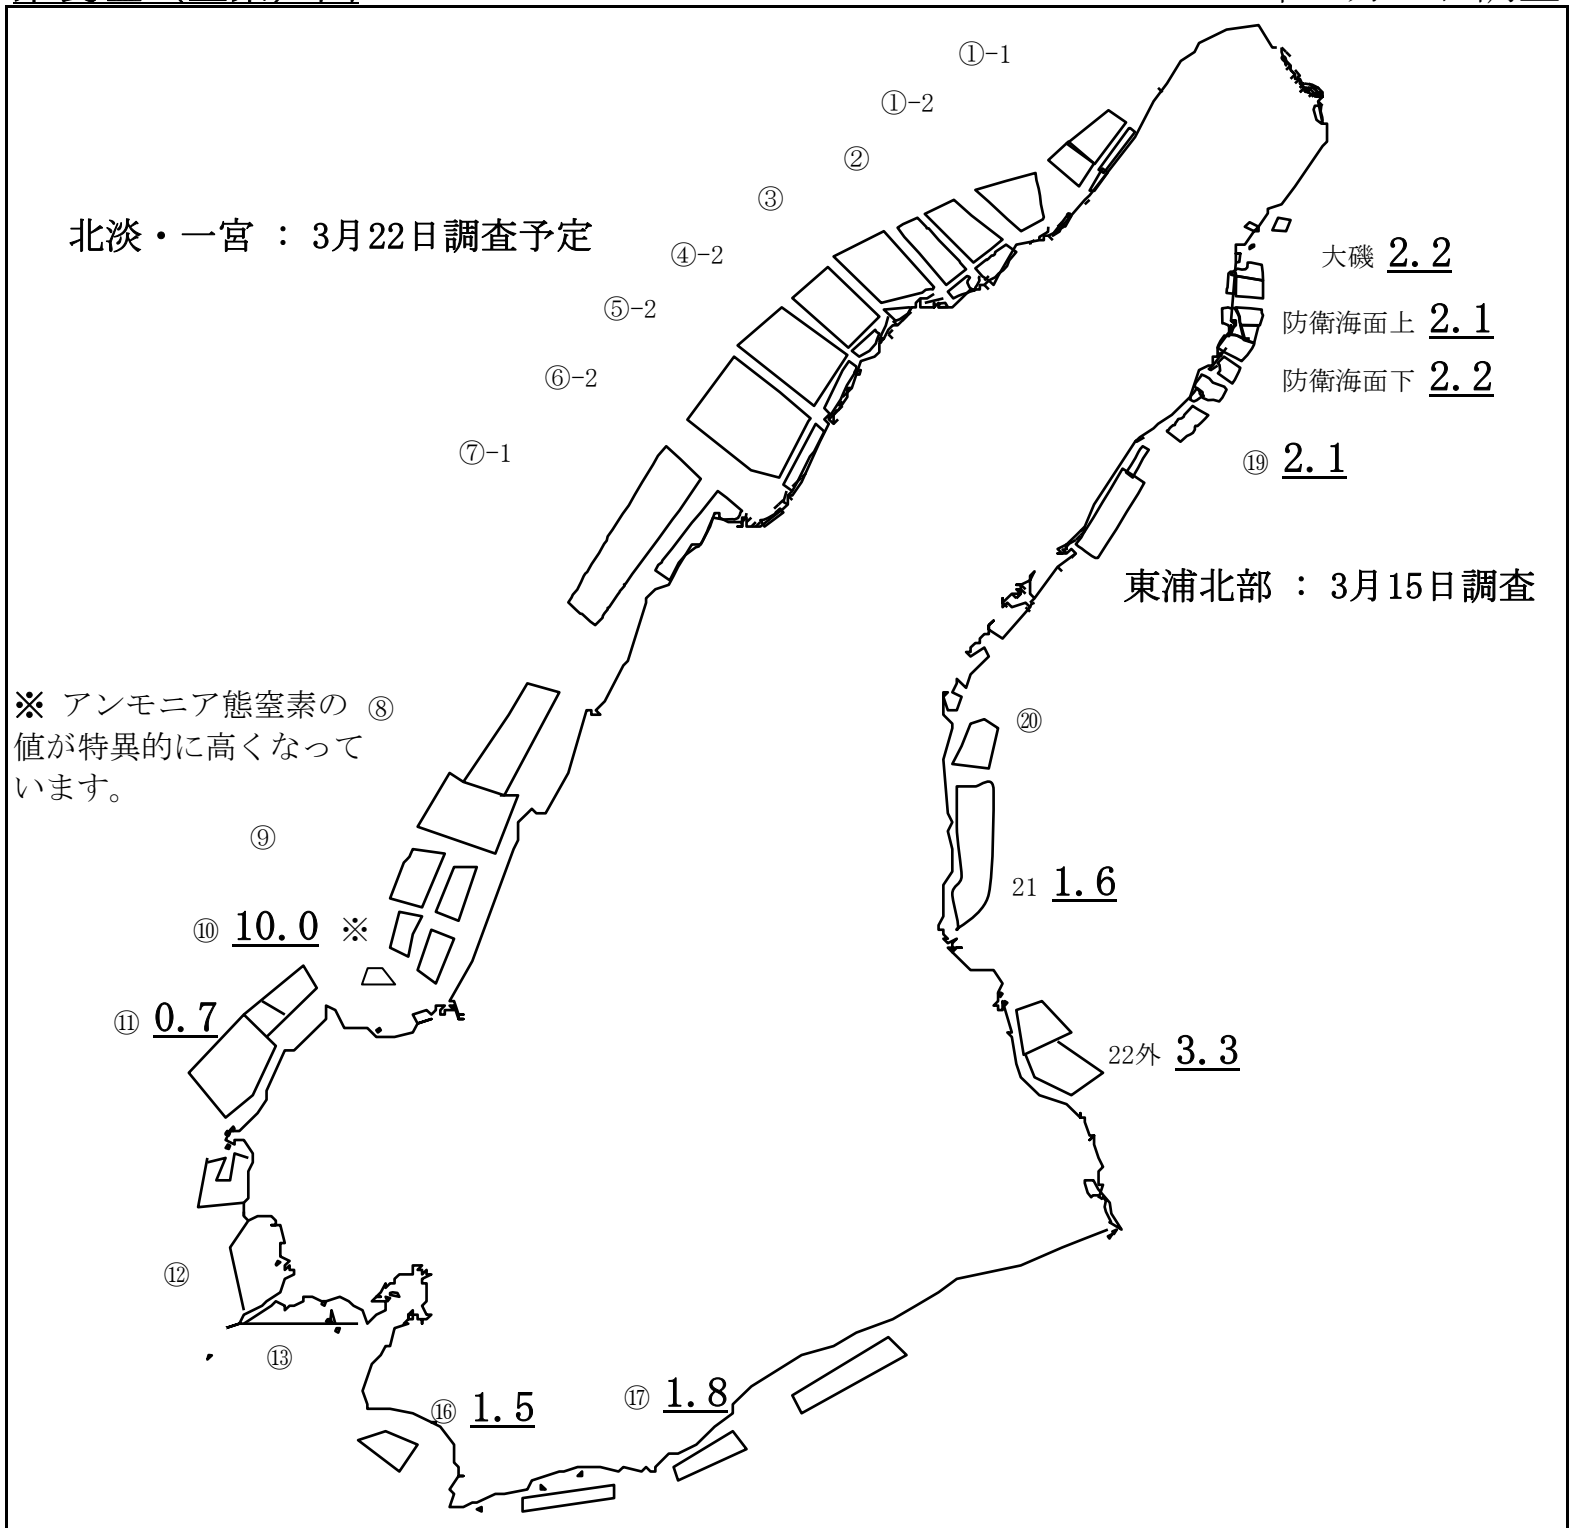 ①-1
①-2
②
③
北淡・一宮 : 3月22日調査予定
④-2
大磯 2.2
⑤-2
防衛海面上 2.1
⑥-2
防衛海面下 2.2
⑦-1
⑲ 2.1
東浦北部 : 3月15日調査
※ アンモニア態窒素の ⑧
値が特異的に高くなって
います。
⑳
⑨
21 1.6
⑩ 10.0 ※
⑪ 0.7
22外 3.3
⑫
⑬
⑯ 1.5
⑰ 1.8